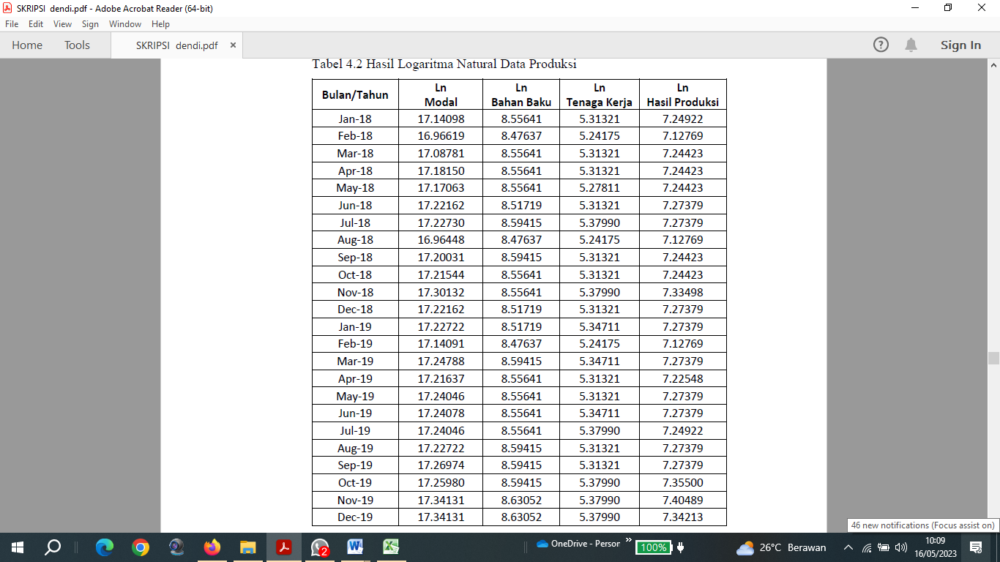 SKRIPSI dendi.pdf - Adobe Acrobat Reader (64-bit)
File Edit View Sign Window Help
Home Tools SKRIPSI dendi.pdf × ? Sign In
Tabel 4.2 Hasil Logaritma Natural Data Produksi
Bulan/Tahun Ln Modal Ln Bahan Baku Ln Tenaga Kerja Ln Hasil Produksi
Jan-18 17.14098 8.55641 5.31321 7.24922
Feb-18 16.96619 8.47637 5.24175 7.12769
Mar-18 17.08781 8.55641 5.31321 7.24423
Apr-18 17.18150 8.55641 5.31321 7.24423
May-18 17.17063 8.55641 5.27811 7.24423
Jun-18 17.22162 8.51719 5.31321 7.27379
Jul-18 17.22730 8.59415 5.37990 7.27379
Aug-18 16.96448 8.47637 5.24175 7.12769
Sep-18 17.20031 8.59415 5.31321 7.24423
Oct-18 17.21544 8.55641 5.31321 7.24423
Nov-18 17.30132 8.55641 5.37990 7.33498
Dec-18 17.22162 8.51719 5.31321 7.27379
Jan-19 17.22722 8.51719 5.34711 7.27379
Feb-19 17.14091 8.47637 5.24175 7.12769
Mar-19 17.24788 8.59415 5.34711 7.27379
Apr-19 17.21637 8.55641 5.31321 7.22548
May-19 17.24046 8.55641 5.31321 7.27379
Jun-19 17.24078 8.55641 5.34711 7.27379
Jul-19 17.24046 8.55641 5.37990 7.24922
Aug-19 17.22722 8.59415 5.31321 7.27379
Sep-19 17.26974 8.59415 5.31321 7.27379
Oct-19 17.25980 8.59415 5.37990 7.35500
Nov-19 17.34131 8.63052 5.37990 7.40489
Dec-19 17.34131 8.63052 5.37990 7.34213
46 new notifications (Focus assist on)
2 W X OneDrive - Person » 100% 26°C Berawan 10:09
16/05/2023